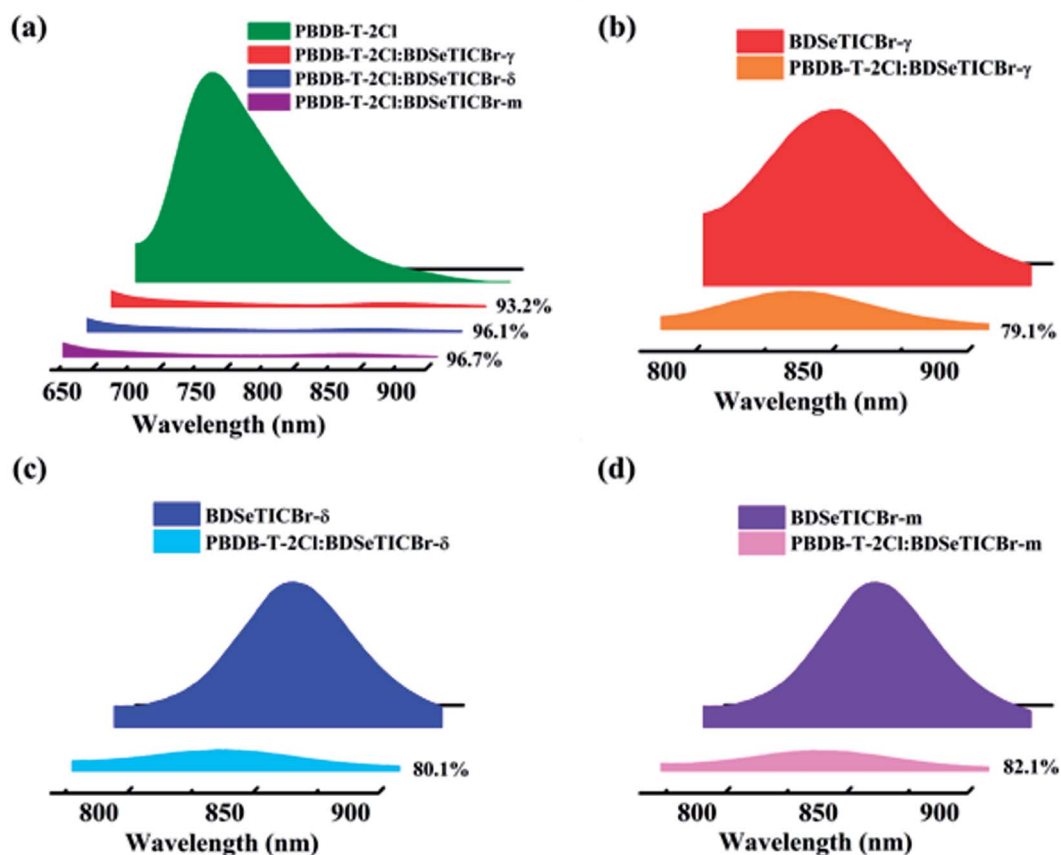 (a)
PBDB-T-2Cl
PBDB-T-2Cl:BDSeTICBr-γ
PBDB-T-2Cl:BDSeTICBr-δ
PBDB-T-2Cl:BDSeTICBr-m
93.2%
96.1%
96.7%
650 700 750 800 850 900
Wavelength (nm)
(b)
BDSeTICBr-γ
PBDB-T-2Cl:BDSeTICBr-γ
79.1%
800 850 900
Wavelength (nm)
(c)
BDSeTICBr-δ
PBDB-T-2Cl:BDSeTICBr-δ
80.1%
800 850 900
Wavelength (nm)
(d)
BDSeTICBr-m
PBDB-T-2Cl:BDSeTICBr-m
82.1%
800 850 900
Wavelength (nm)